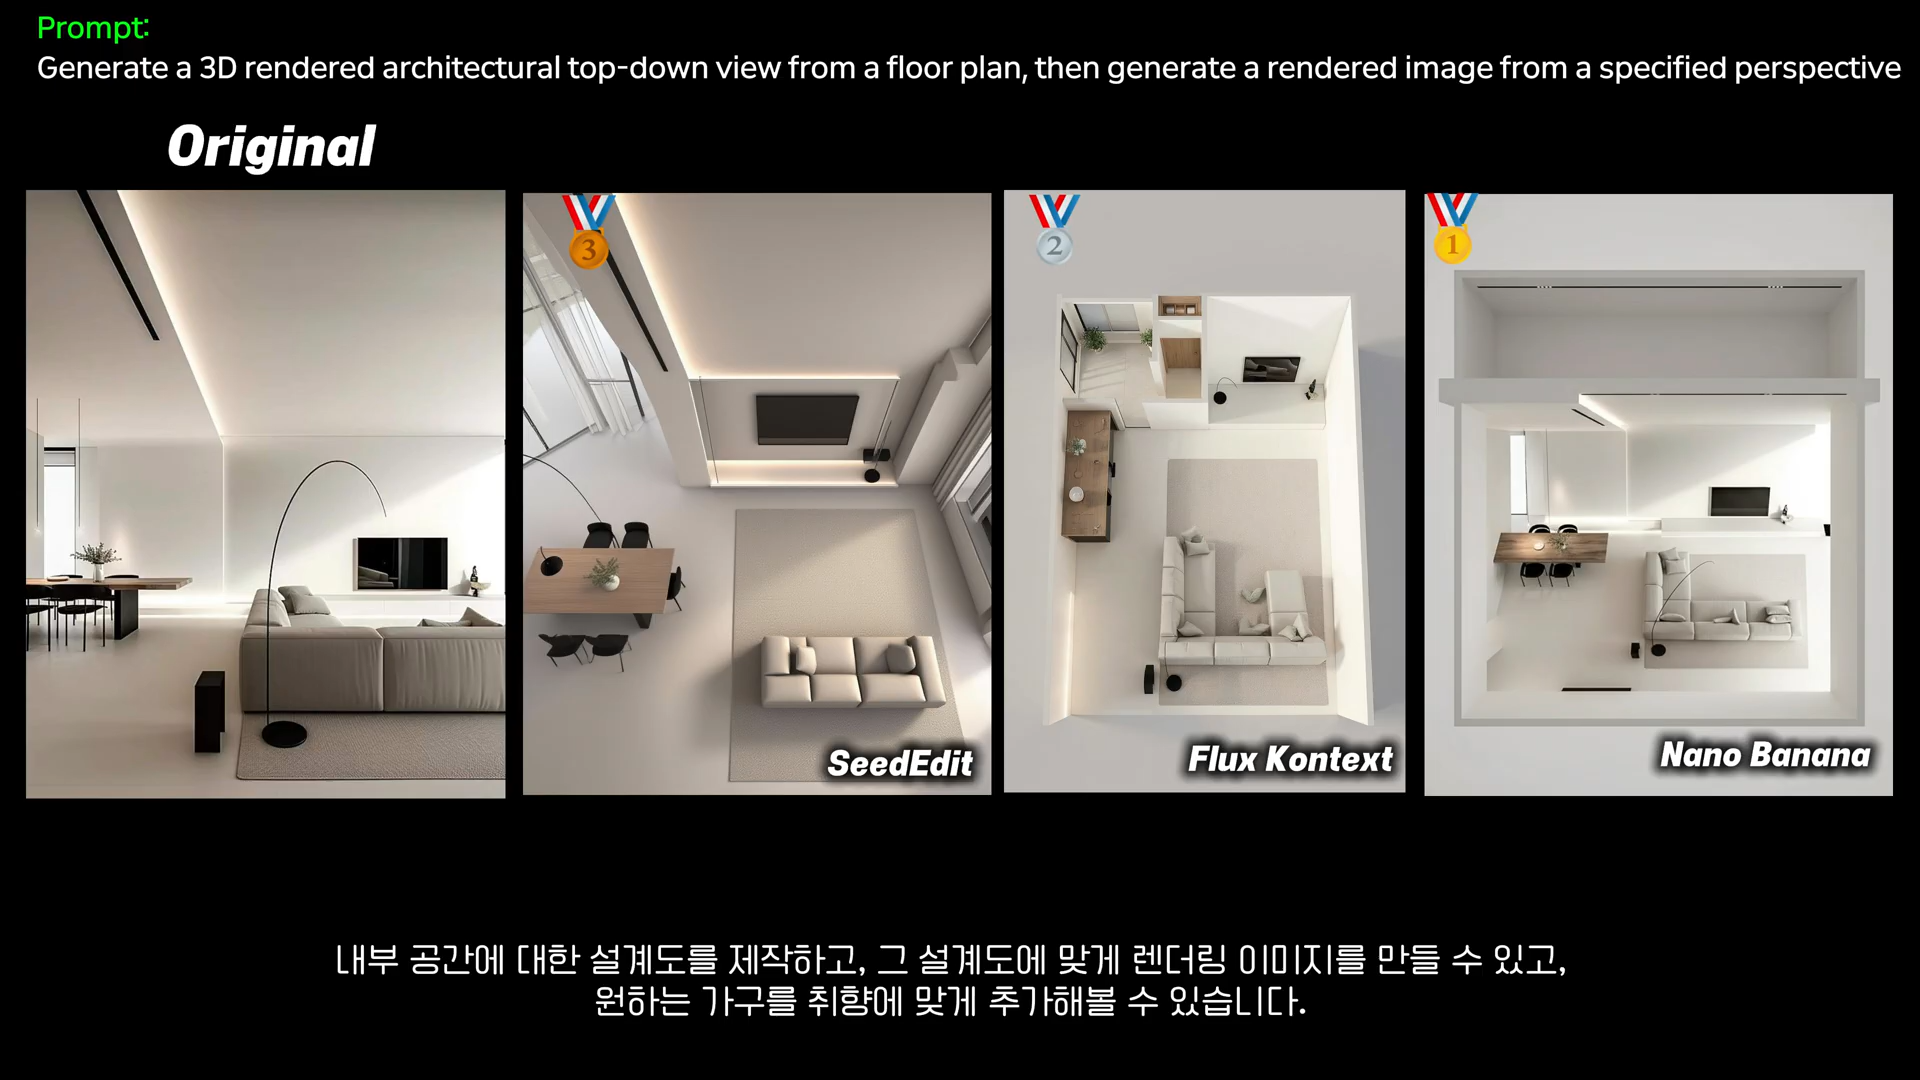 Prompt:
Generate a 3D rendered architectural top-down view from a floor plan, then generate a rendered image from a specified perspective
Original
3
2
1
SeedEdit
Flux Kontext
Nano Banana
내부 공간에 대한 설계도를 제작하고, 그 설계도에 맞게 렌더링 이미지를 만들 수 있고,
원하는 가구를 취향에 맞게 추가해볼 수 있습니다.